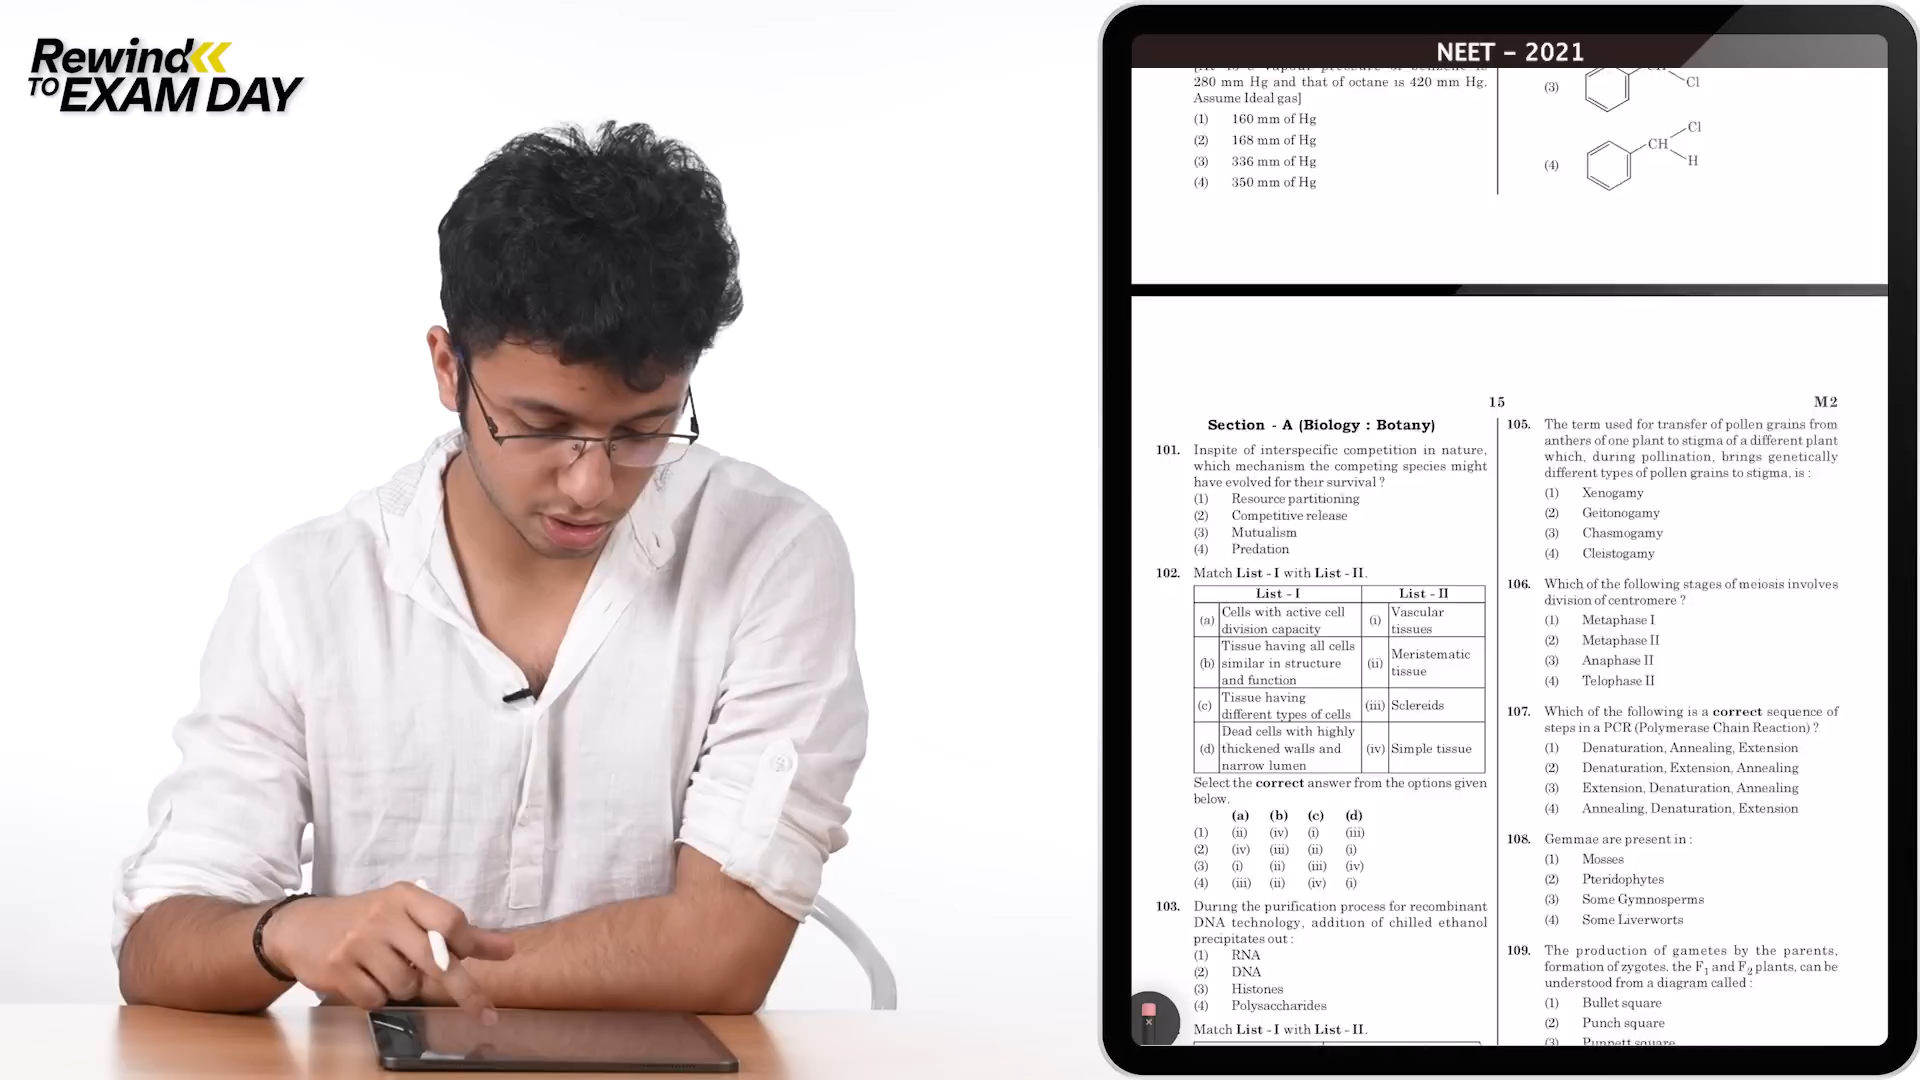 Rewind
TO EXAM DAY
NEET – 2021
280 mm Hg and that of octane is 420 mm Hg.
Assume Ideal gas]
(1) 160 mm of Hg
(2) 168 mm of Hg
(3) 336 mm of Hg
(4) 350 mm of Hg
(3) Cl
(4) CH Cl H
15 M2
Section - A (Biology : Botany)
101. Inspite of interspecific competition in nature,
which mechanism the competing species might
have evolved for their survival ?
(1) Resource partitioning
(2) Competitive release
(3) Mutualism
(4) Predation
102. Match List - I with List - II.
List - I List - II
(a) Cells with active cell division capacity (i) Vascular tissues
(b) Tissue having all cells similar in structure and function (ii) Meristematic tissue
(c) Tissue having different types of cells (iii) Sclereids
(d) Dead cells with highly thickened walls and narrow lumen (iv) Simple tissue
Select the correct answer from the options given
below.
(a) (b) (c) (d)
(1) (ii) (iv) (i) (iii)
(2) (iv) (iii) (ii) (i)
(3) (i) (ii) (iii) (iv)
(4) (iii) (ii) (iv) (i)
103. During the purification process for recombinant
DNA technology, addition of chilled ethanol
precipitates out :
(1) RNA
(2) DNA
(3) Histones
(4) Polysaccharides
Match List - I with List - II.
105. The term used for transfer of pollen grains from
anthers of one plant to stigma of a different plant
which, during pollination, brings genetically
different types of pollen grains to stigma, is :
(1) Xenogamy
(2) Geitonogamy
(3) Chasmogamy
(4) Cleistogamy
106. Which of the following stages of meiosis involves
division of centromere ?
(1) Metaphase I
(2) Metaphase II
(3) Anaphase II
(4) Telophase II
107. Which of the following is a correct sequence of
steps in a PCR (Polymerase Chain Reaction) ?
(1) Denaturation, Annealing, Extension
(2) Denaturation, Extension, Annealing
(3) Extension, Denaturation, Annealing
(4) Annealing, Denaturation, Extension
108. Gemmae are present in :
(1) Mosses
(2) Pteridophytes
(3) Some Gymnosperms
(4) Some Liverworts
109. The production of gametes by the parents,
formation of zygotes, the F1 and F2 plants, can be
understood from a diagram called :
(1) Bullet square
(2) Punch square
(3) Punnett square